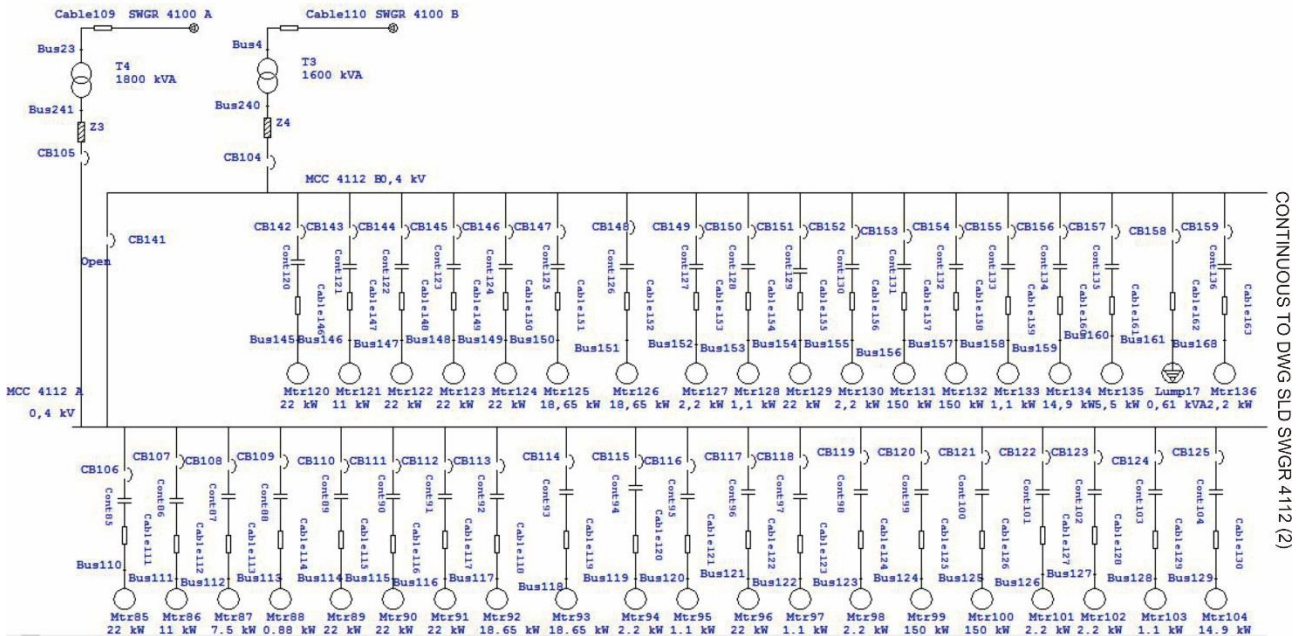 Cable109 SWGR 4100 A
Cable110 SWGR 4100 B
Bus23
Bus4
T4
1800 kVA
T3
1600 kVA
Bus241
Bus240
Z3
Z4
CB105
CB104
MCC 4112 B0,4 kV
CB141
Open
CB142 CB143 CB144 CB145 CB146 CB147 CB148 CB149 CB150 CB151 CB152 CB153 CB154 CB155 CB156 CB157 CB158 CB159
Cont120 Cont121 Cont122 Cont123 Cont124 Cont125 Cont126 Cont127 Cont128 Cont129 Cont130 Cont131 Cont132 Cont133 Cont134 Cont135 Cont136
Cable146 Cable147 Cable148 Cable149 Cable150 Cable151 Cable152 Cable153 Cable154 Cable155 Cable156 Cable157 Cable158 Cable159 Cable160 Cable161 Cable162 Cable163
Bus145 Bus146 Bus147 Bus148 Bus149 Bus150 Bus151 Bus152 Bus153 Bus154 Bus155 Bus156 Bus157 Bus158 Bus159 Bus160 Bus161 Bus168
Mtr120 Mtr121 Mtr122 Mtr123 Mtr124 Mtr125 Mtr126 Mtr127 Mtr128 Mtr129 Mtr130 Mtr131 Mtr132 Mtr133 Mtr134 Mtr135 Lump17 Mtr136
22 kW 11 kW 22 kW 22 kW 22 kW 18,65 kW 18,65 kW 2,2 kW 1,1 kW 22 kW 2,2 kW 150 kW 150 kW 1,1 kW 14,9 kW 5,5 kW 0,61 kVA 2,2 kW
MCC 4112 A
0,4 kV
CB106 CB107 CB108 CB109 CB110 CB111 CB112 CB113 CB114 CB115 CB116 CB117 CB118 CB119 CB120 CB121 CB122 CB123 CB124 CB125
Cont85 Cont86 Cont87 Cont88 Cont89 Cont90 Cont91 Cont92 Cont93 Cont94 Cont95 Cont96 Cont97 Cont98 Cont99 Cont100 Cont101 Cont102 Cont103 Cont104
Cable111 Cable112 Cable113 Cable114 Cable115 Cable116 Cable117 Cable118 Cable119 Cable120 Cable121 Cable122 Cable123 Cable124 Cable125 Cable126 Cable127 Cable128 Cable129 Cable130
Bus110 Bus111 Bus112 Bus113 Bus114 Bus115 Bus116 Bus117 Bus118 Bus119 Bus120 Bus121 Bus122 Bus123 Bus124 Bus125 Bus126 Bus127 Bus128 Bus129
Mtr85 Mtr86 Mtr87 Mtr88 Mtr89 Mtr90 Mtr91 Mtr92 Mtr93 Mtr94 Mtr95 Mtr96 Mtr97 Mtr98 Mtr99 Mtr100 Mtr101 Mtr102 Mtr103 Mtr104
22 kW 11 kW 7.5 kW 0.88 kW 22 kW 22 kW 22 kW 18.65 kW 18.65 kW 2.2 kW 1.1 kW 22 kW 1.1 kW 2.2 kW 150 kW 150 kW 2.2 kW 2.2 kW 1.1 kW 14.9 kW
CONTINUOUS TO DWG SLD SWGR 4112 (2)